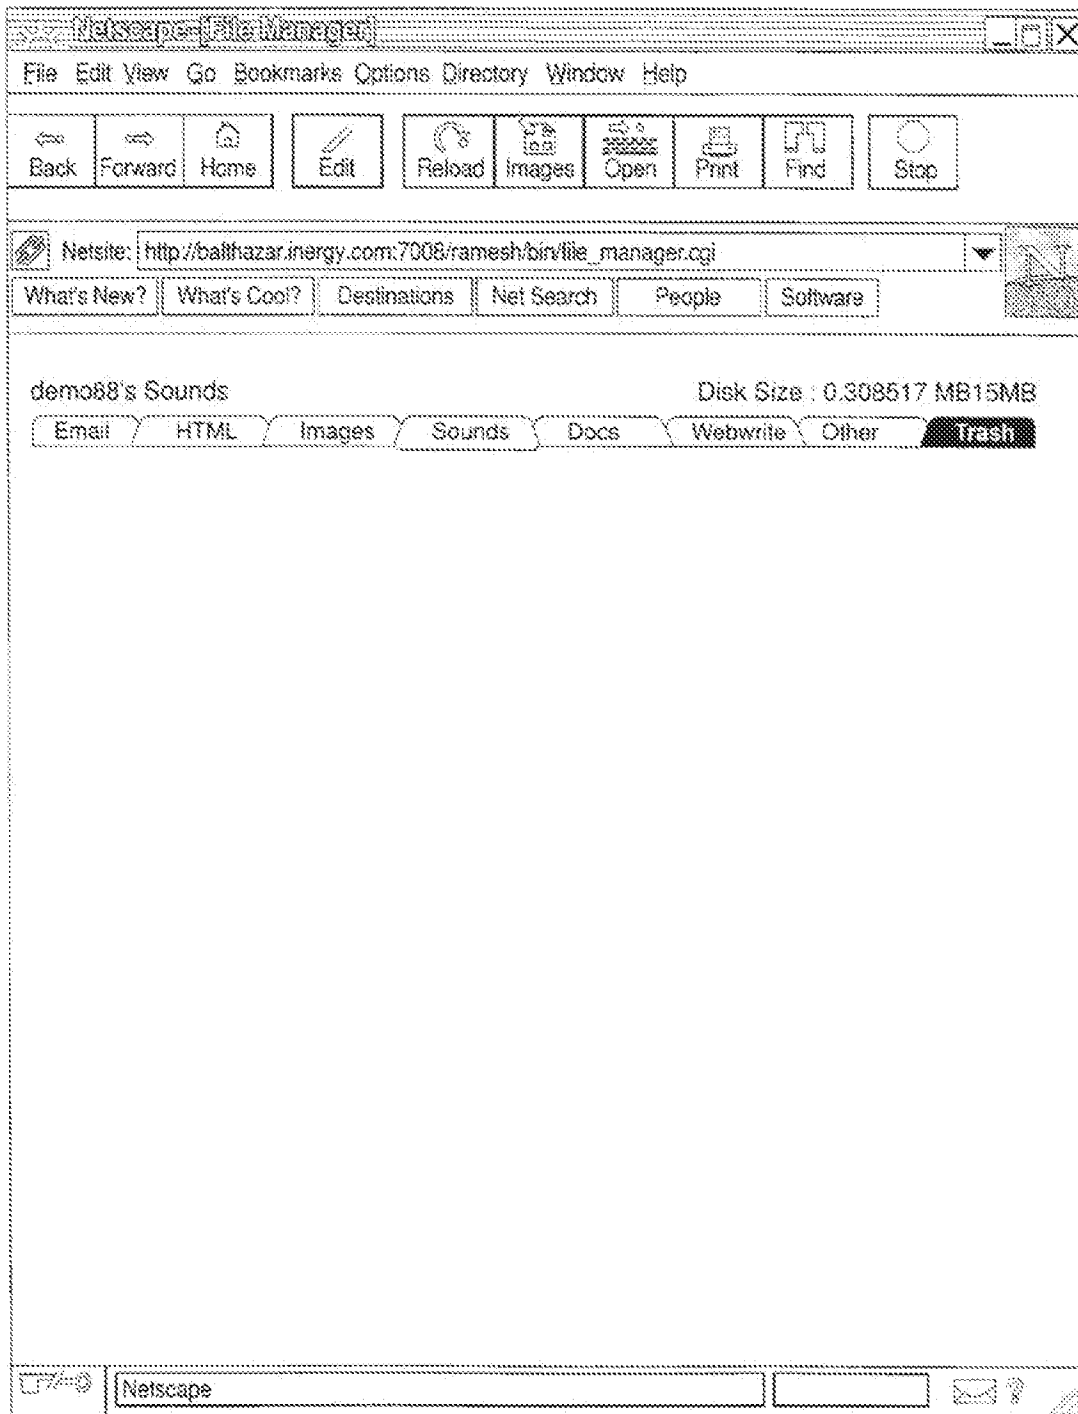 Netscape-[File Manager]
File Edit View Go Bookmarks Options Directory Window Help
Back Forward Home Edit Reload Images Open Print Find Stop
Netsite: http://balthazar.inergy.com:7008/ramesh/bin/file_manager.cgi
N
What's New? What's Cool? Destinations Net Search People Software
demo68's Sounds Disk Size : 0.308517 MB15MB
Email HTML Images Sounds Docs Webwrite Other Trash
Netscape